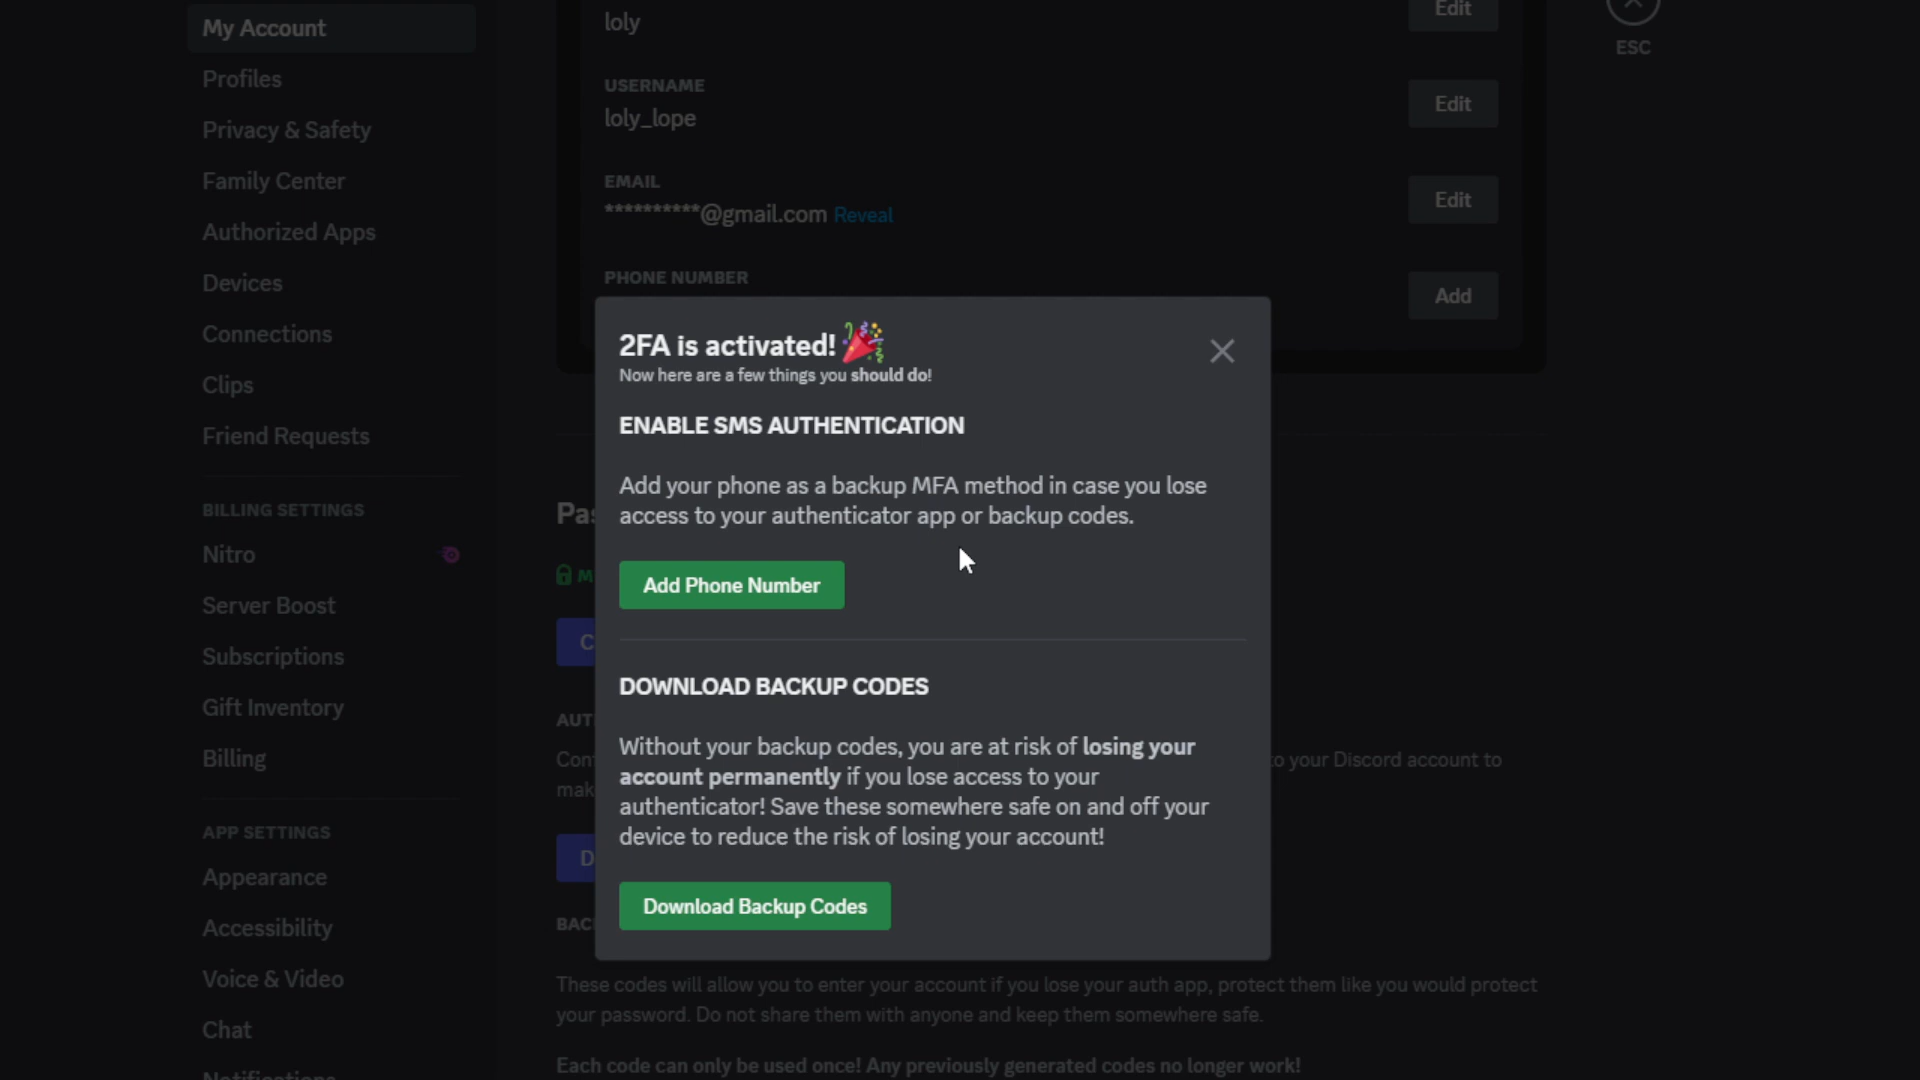 My Account
Profiles
Privacy & Safety
Family Center
Authorized Apps
Devices
Connections
Clips
Friend Requests
BILLING SETTINGS
Nitro
Server Boost
Subscriptions
Gift Inventory
Billing
APP SETTINGS
Appearance
Accessibility
Voice & Video
Chat
Notifications
loly
Edit
USERNAME
loly_lope
Edit
EMAIL
**********@gmail.com Reveal
Edit
PHONE NUMBER
Add
ESC
2FA is activated! 🎉
Now here are a few things you should do!
ENABLE SMS AUTHENTICATION
Add your phone as a backup MFA method in case you lose
access to your authenticator app or backup codes.
Add Phone Number
DOWNLOAD BACKUP CODES
Without your backup codes, you are at risk of losing your
account permanently if you lose access to your
authenticator! Save these somewhere safe on and off your
device to reduce the risk of losing your account!
Download Backup Codes
Pas
M
C
AUT
Con
o your Discord account to
mak
D
BAC
These codes will allow you to enter your account if you lose your auth app, protect them like you would protect
your password. Do not share them with anyone and keep them somewhere safe.
Each code can only be used once! Any previously generated codes no longer work!